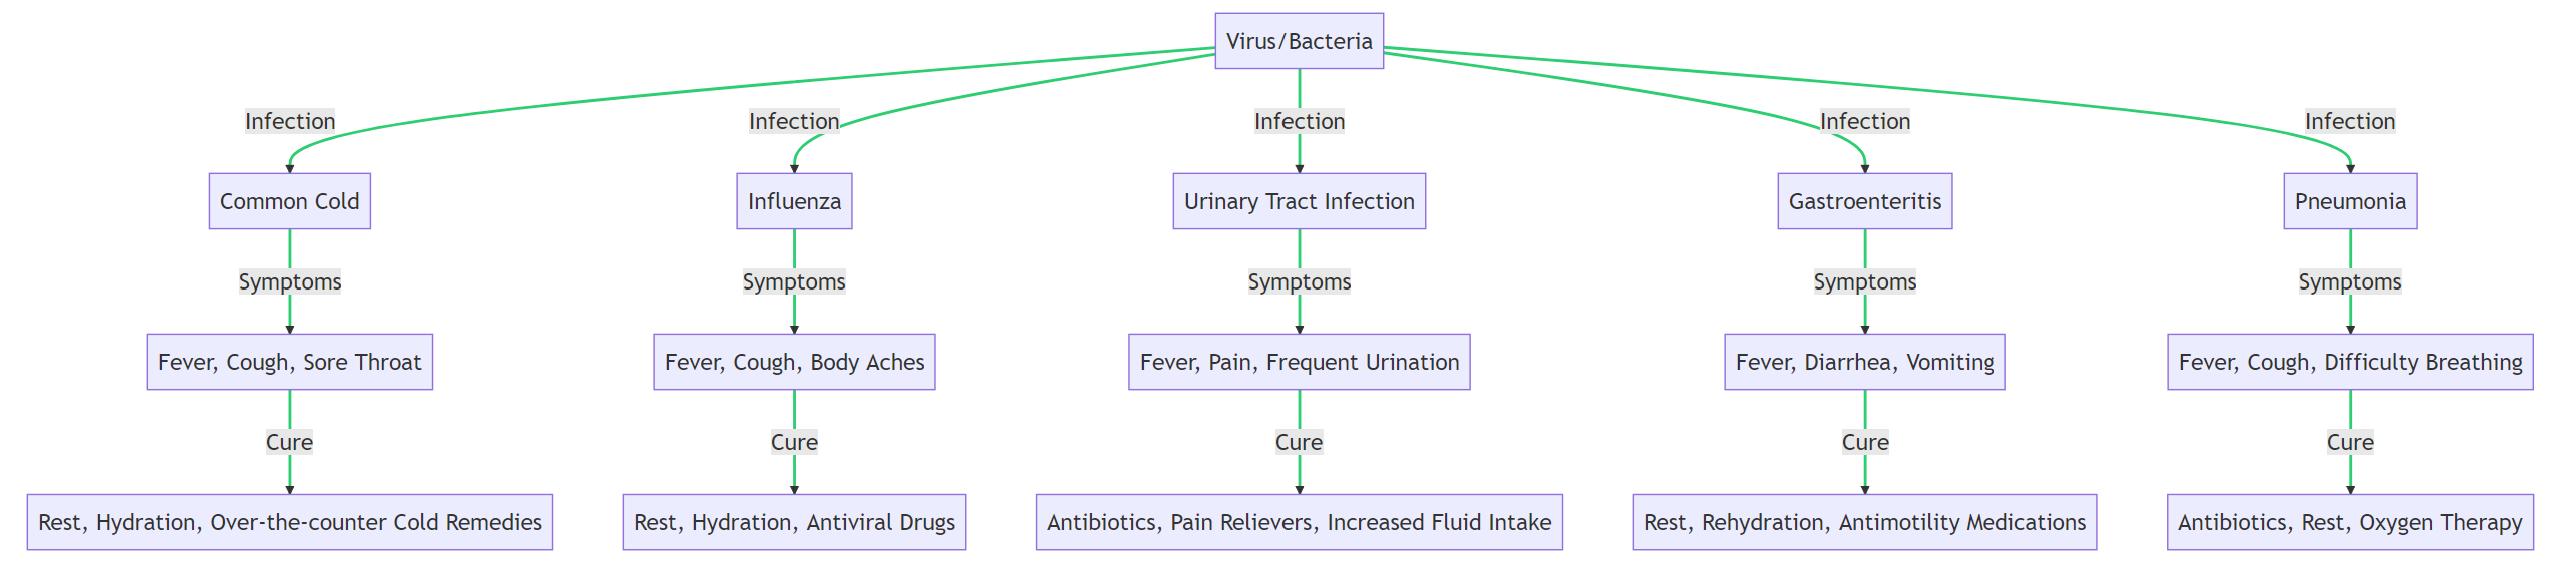 Virus/Bacteria
Infection
Infection
Infection
Infection
Infection
Common Cold
Influenza
Urinary Tract Infection
Gastroenteritis
Pneumonia
Symptoms
Symptoms
Symptoms
Symptoms
Symptoms
Fever, Cough, Sore Throat
Fever, Cough, Body Aches
Fever, Pain, Frequent Urination
Fever, Diarrhea, Vomiting
Fever, Cough, Difficulty Breathing
Cure
Cure
Cure
Cure
Cure
Rest, Hydration, Over-the-counter Cold Remedies
Rest, Hydration, Antiviral Drugs
Antibiotics, Pain Relievers, Increased Fluid Intake
Rest, Rehydration, Antimotility Medications
Antibiotics, Rest, Oxygen Therapy